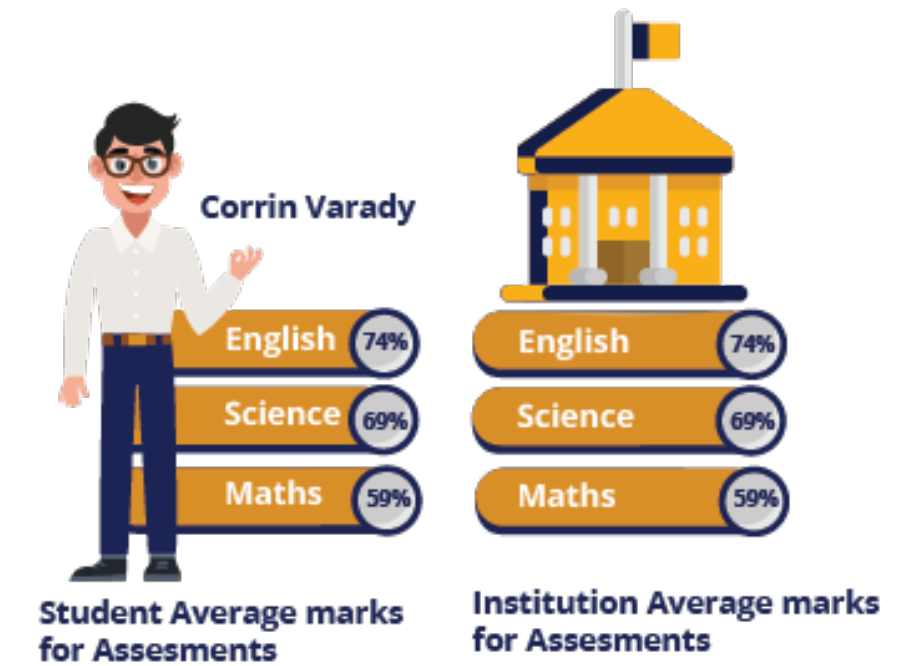 Corrin Varady
English 74%
Science 69%
Maths 59%
Student Average marks
for Assesments
English 74%
Science 69%
Maths 59%
Institution Average marks
for Assesments